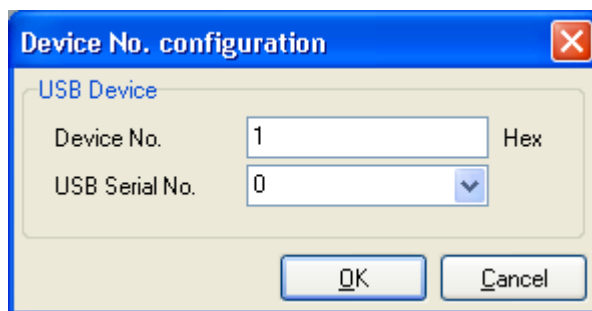 Device No. configuration
USB Device
Device No. 1 Hex
USB Serial No. 0
OK Cancel